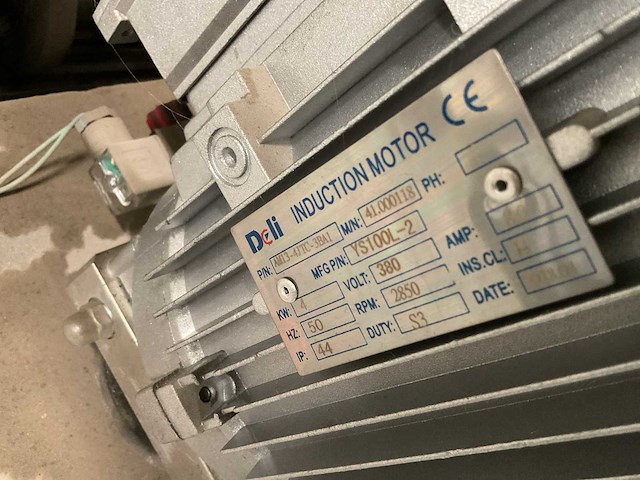 Deli INDUCTION MOTOR CE
P/N: M/N: 41.000118 PH:
MFG P/N: YS100L-2
KW: 4 VOLT: 380 AMP:
HZ: 50 RPM: 2850 INS.CL:
IP: 44 DUTY: S3 DATE: